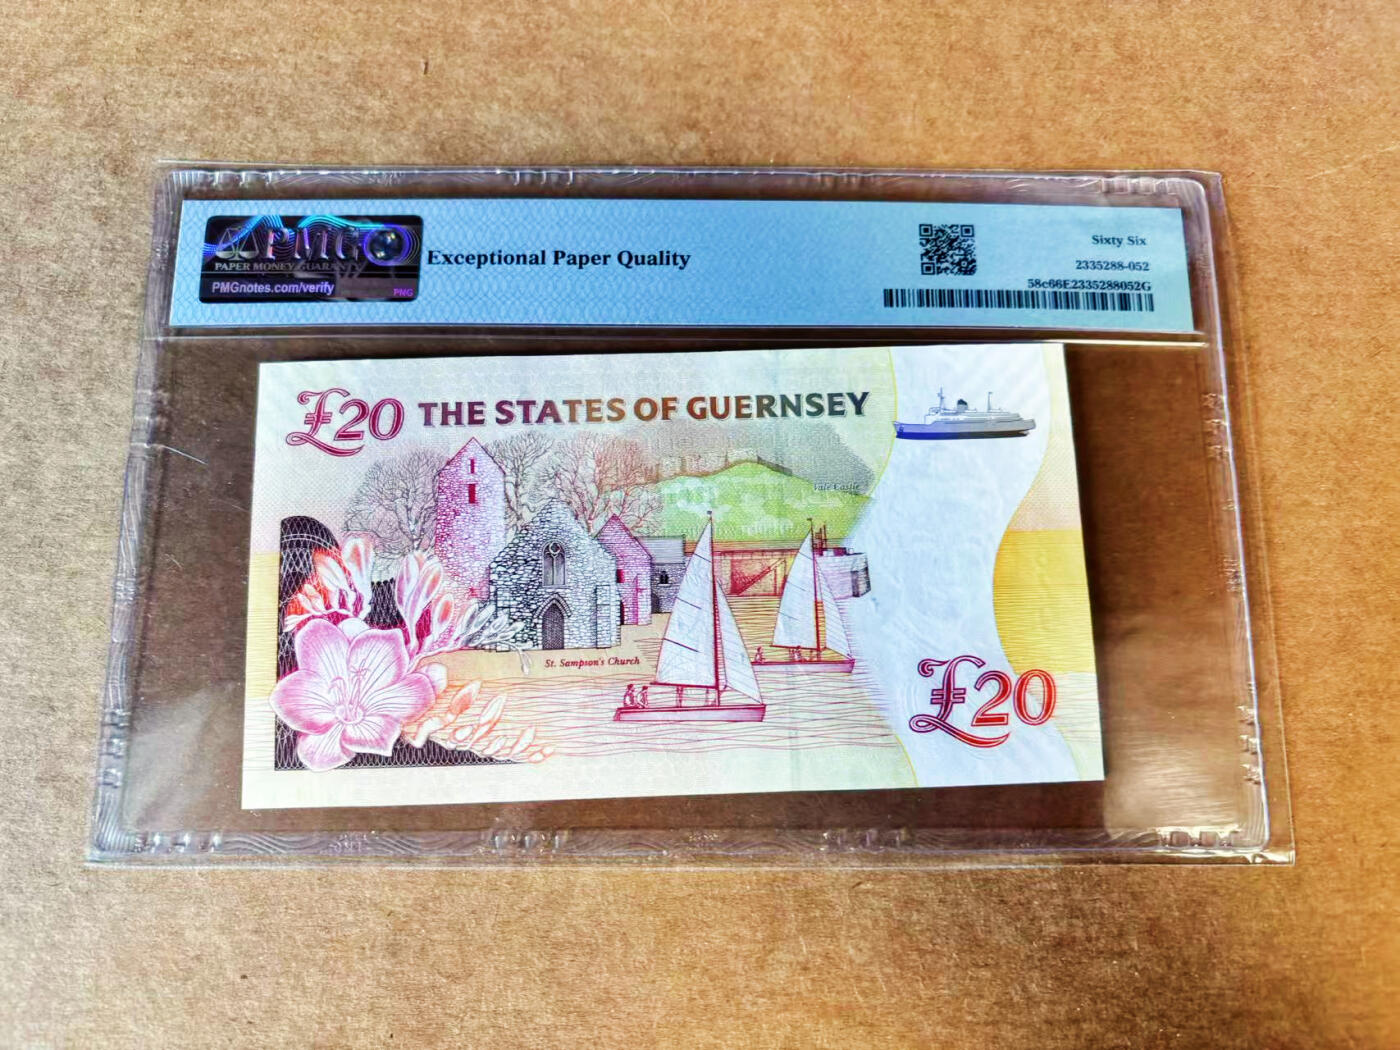 PMG
PAPER MONEY GUARANTY
PMGnotes.com/verify
PNG
Exceptional Paper Quality
Sixty Six
2335288-052
58c66E2335288052G
£20 THE STATES OF GUERNSEY
Vale Castle
St. Sampson's Church
£20